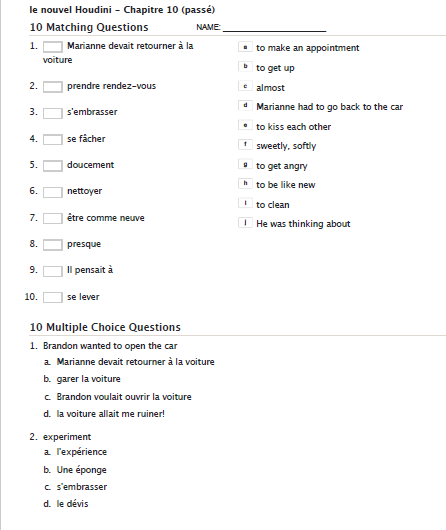 le nouvel Houdini - Chapitre 10 (passé)
10 Matching Questions NAME: ____________________
1. Marianne devait retourner à la
voiture
2. prendre rendez-vous
3. s'embrasser
4. se fâcher
5. doucement
6. nettoyer
7. être comme neuve
8. presque
9. Il pensait à
10. se lever
a to make an appointment
b to get up
c almost
d Marianne had to go back to the car
e to kiss each other
f sweetly, softly
g to get angry
h to be like new
i to clean
j He was thinking about
10 Multiple Choice Questions
1. Brandon wanted to open the car
a. Marianne devait retourner à la voiture
b. garer la voiture
c. Brandon voulait ouvrir la voiture
d. la voiture allait me ruiner!
2. experiment
a. l'expérience
b. Une éponge
c. s'embrasser
d. le dévis